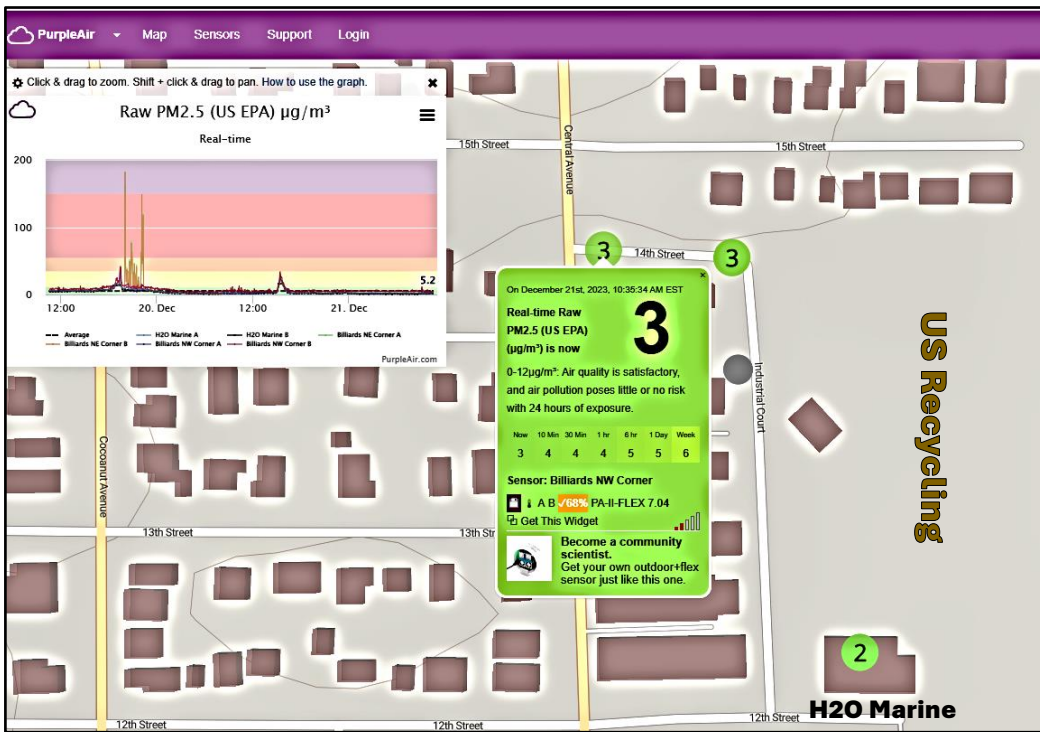 PurpleAir Map Sensors Support Login
Click & drag to zoom. Shift + click & drag to pan. How to use the graph.
Raw PM2.5 (US EPA) µg/m³
Real-time
200
100
0
5.2
12:00 20. Dec 12:00 21. Dec
Average H2O Marine A H2O Marine B Billiards NE Corner A
Billiards NE Corner B Billiards NW Corner A Billiards NW Corner B
PurpleAir.com
15th Street
15th Street
Central Avenue
3
14th Street
3
On December 21st, 2023, 10:35:34 AM EST
Real-time Raw
PM2.5 (US EPA)
(µg/m³) is now
3
0-12µg/m³: Air quality is satisfactory,
and air pollution poses little or no risk
with 24 hours of exposure.
Now 10 Min 30 Min 1 hr 6 hr 1 Day Week
3 4 4 4 5 5 6
Sensor: Billiards NW Corner
A B √68% PA-II-FLEX 7.04
Get This Widget
Become a community
scientist.
Get your own outdoor+flex
sensor just like this one.
Industrial Court
US Recycling
Cocoanut Avenue
13th Street
13th Str
2
H2O Marine
12th Street
12th Street
12th Street